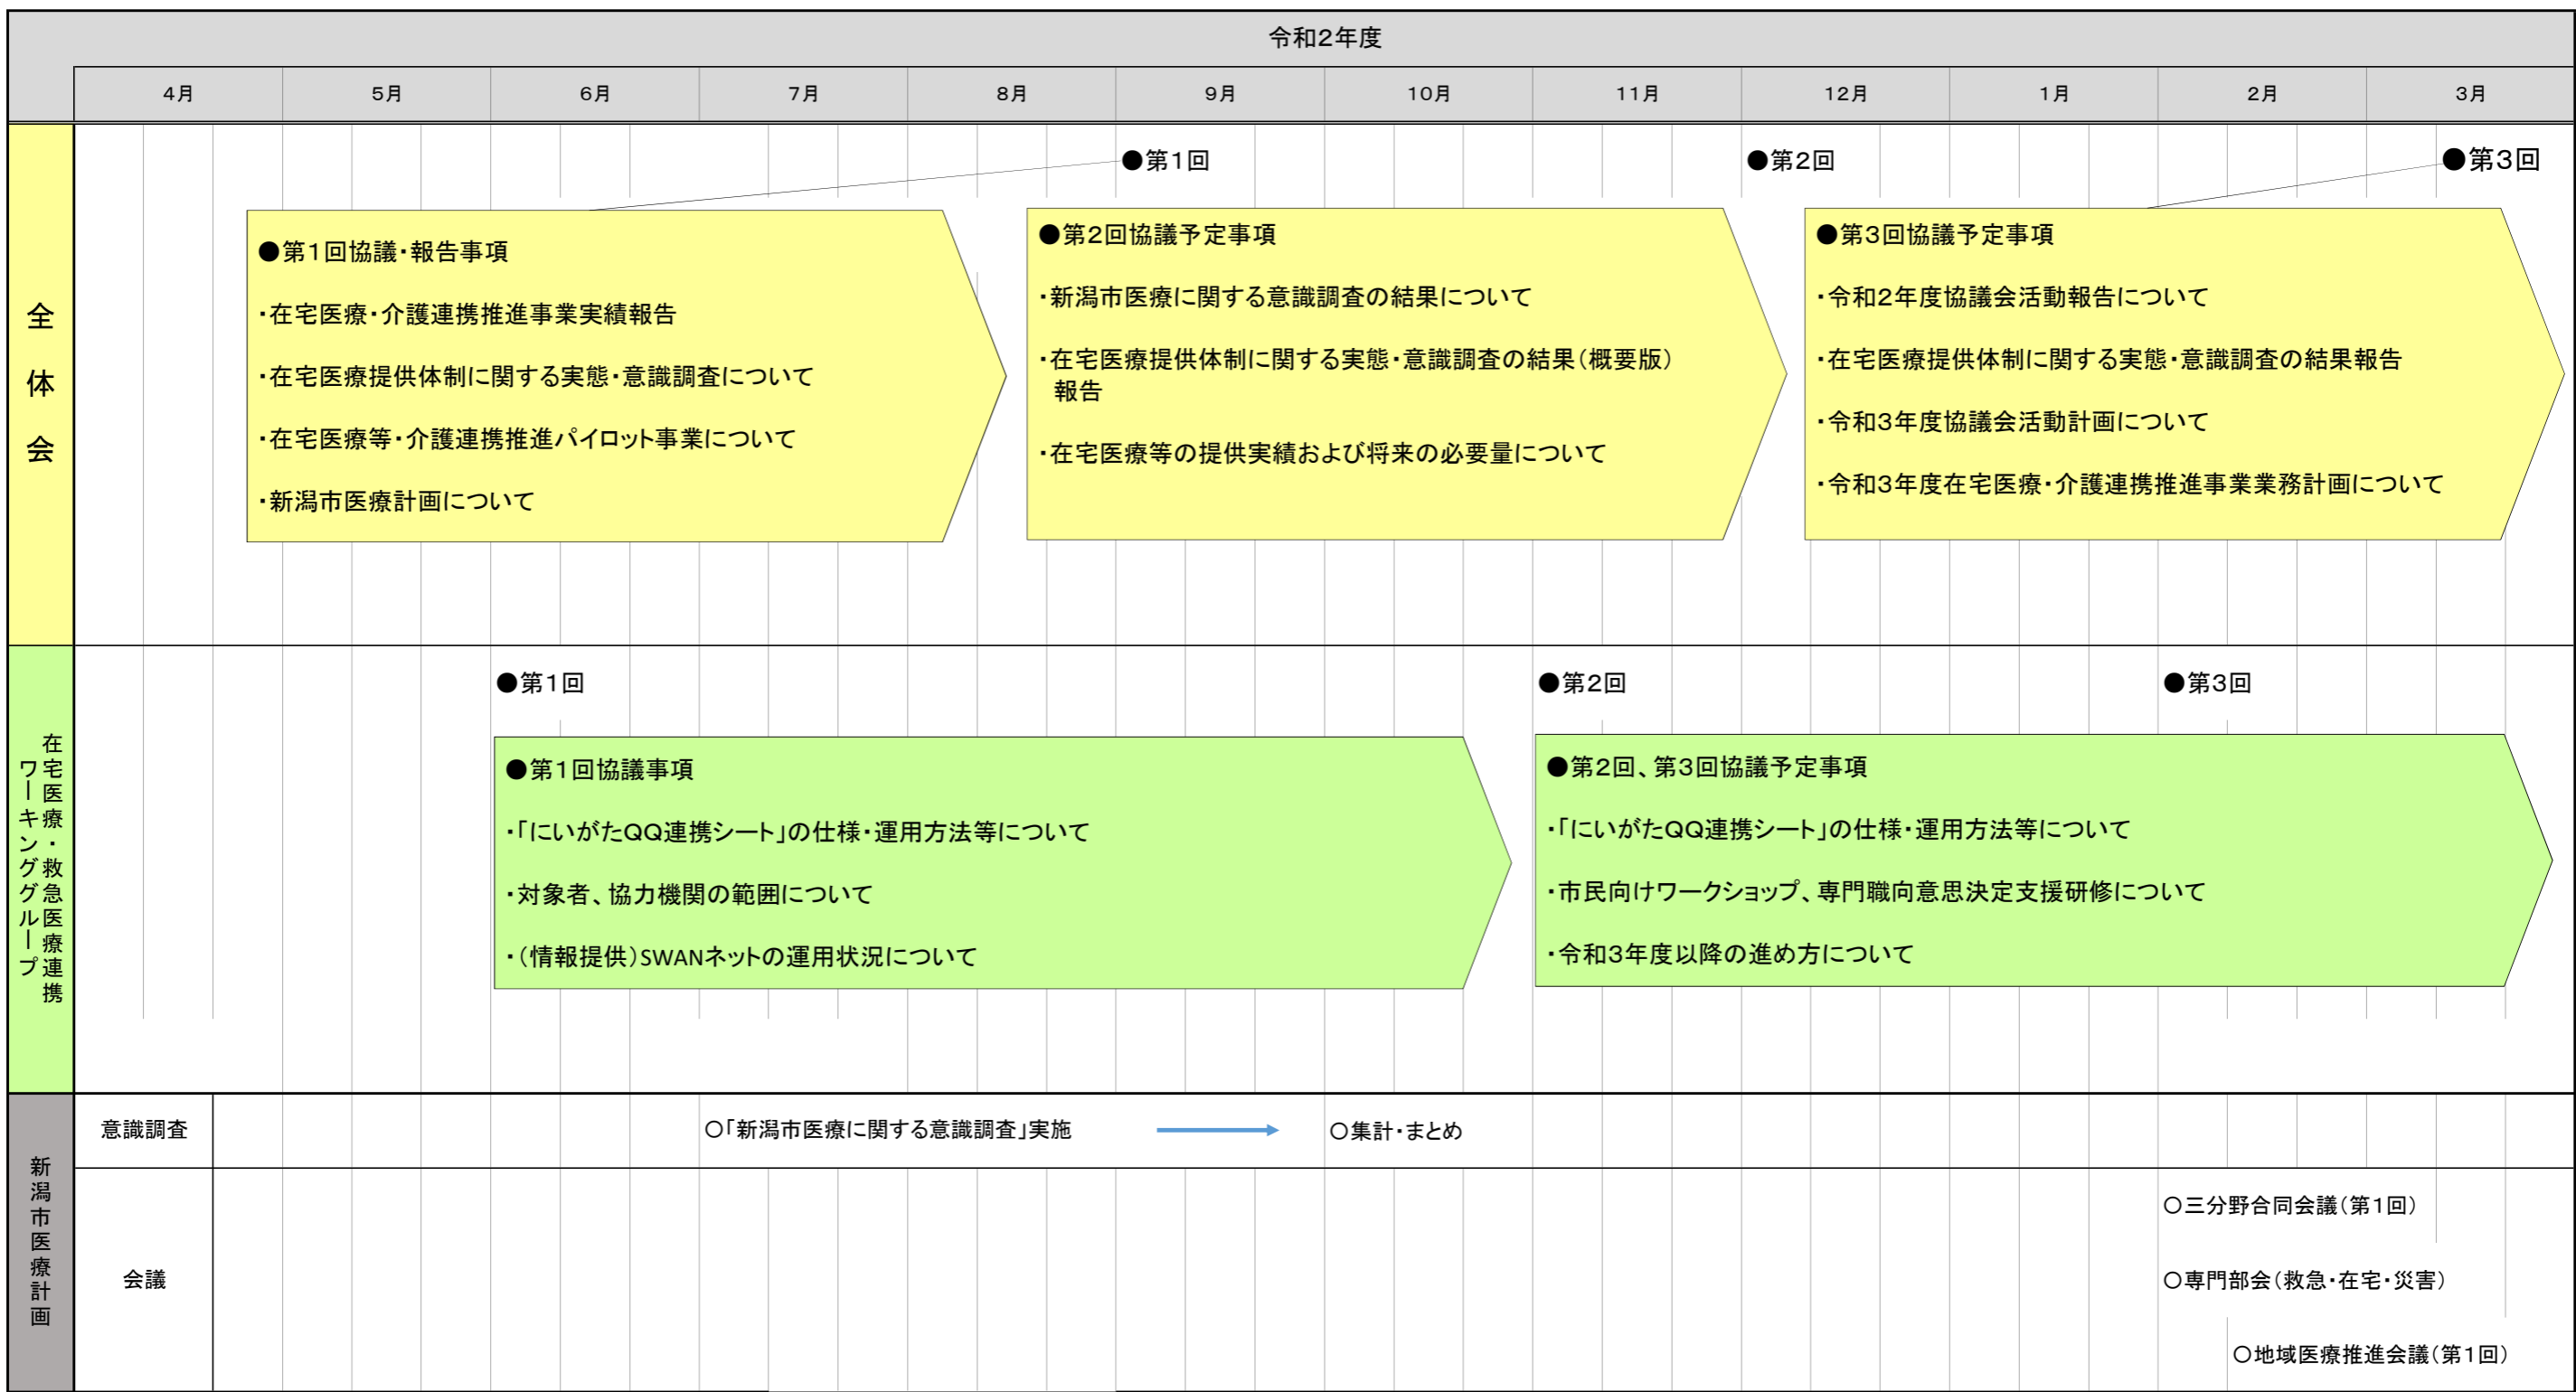 令和2年度
4月 5月 6月 7月 8月 9月 10月 11月 12月 1月 2月 3月
全体会
●第1回
●第2回
●第3回
●第1回協議・報告事項
・在宅医療・介護連携推進事業実績報告
・在宅医療提供体制に関する実態・意識調査について
・在宅医療等・介護連携推進パイロット事業について
・新潟市医療計画について
●第2回協議予定事項
・新潟市医療に関する意識調査の結果について
・在宅医療提供体制に関する実態・意識調査の結果(概要版)
報告
・在宅医療等の提供実績および将来の必要量について
●第3回協議予定事項
・令和2年度協議会活動報告について
・在宅医療提供体制に関する実態・意識調査の結果報告
・令和3年度協議会活動計画について
・令和3年度在宅医療・介護連携推進事業業務計画について
在宅医療・救急医療連携
ワーキンググループ
●第1回
●第2回
●第3回
●第1回協議事項
・「にいがたQQ連携シート」の仕様・運用方法等について
・対象者、協力機関の範囲について
・(情報提供)SWANネットの運用状況について
●第2回、第3回協議予定事項
・「にいがたQQ連携シート」の仕様・運用方法等について
・市民向けワークショップ、専門職向意思決定支援研修について
・令和3年度以降の進め方について
新潟市医療計画
意識調査
○「新潟市医療に関する意識調査」実施
○集計・まとめ
会議
○三分野合同会議(第1回)
○専門部会(救急・在宅・災害)
○地域医療推進会議(第1回)